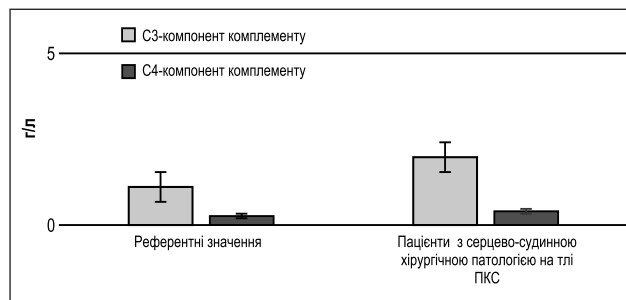 С3-компонент комплементу
5
С4-компонент комплементу
г/л
0
Референтні значення
Пацієнти з серцево-судинною
хірургічною патологією на тлі
ПКС